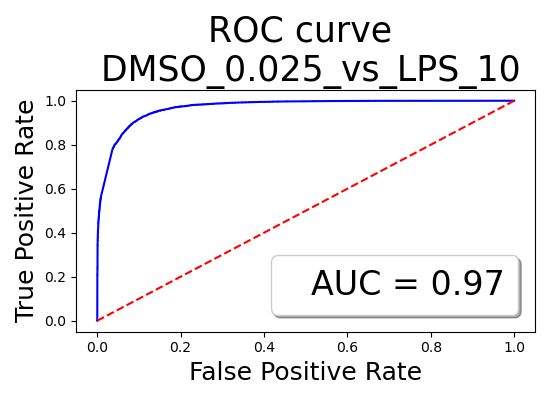 ROC curve
DMSO_0.025_vs_LPS_10
True Positive Rate
1.0
0.8
0.6
0.4
0.2
0.0
AUC = 0.97
0.0 0.2 0.4 0.6 0.8 1.0
False Positive Rate